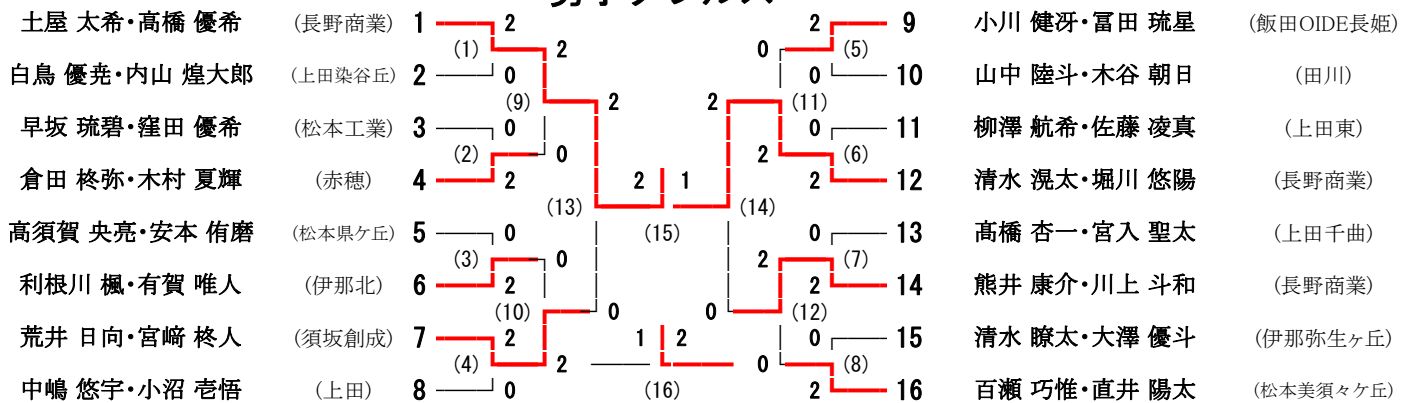 土屋 太希・高橋 優希 (長野商業) 1 2 2 9 小川 健冴・冨田 琉星 (飯田OIDE長姫)
(1) 2 0 (5)
白鳥 優尭・内山 煌大郎 (上田染谷丘) 2 0 0 10 山中 陸斗・木谷 朝日 (田川)
(9) 2 2 (11)
早坂 琉碧・窪田 優希 (松本工業) 3 0 0 11 柳澤 航希・佐藤 凌真 (上田東)
(2) 0 2 (6)
倉田 柊弥・木村 夏輝 (赤穂) 4 2 2 1 2 12 清水 滉太・堀川 悠陽 (長野商業)
(13) (14)
高須賀 央亮・安本 侑磨 (松本県ケ丘) 5 0 (15) 0 13 髙橋 杏一・宮入 聖太 (上田千曲)
(3) 0 2 (7)
利根川 楓・有賀 唯人 (伊那北) 6 2 2 14 熊井 康介・川上 斗和 (長野商業)
(10) 0 0 (12)
荒井 日向・宮﨑 柊人 (須坂創成) 7 2 1 2 0 15 清水 瞭太・大澤 優斗 (伊那弥生ヶ丘)
(4) 2 0 (8)
中嶋 悠宇・小沼 壱悟 (上田) 8 0 (16) 2 16 百瀬 巧惟・直井 陽太 (松本美須々ケ丘)